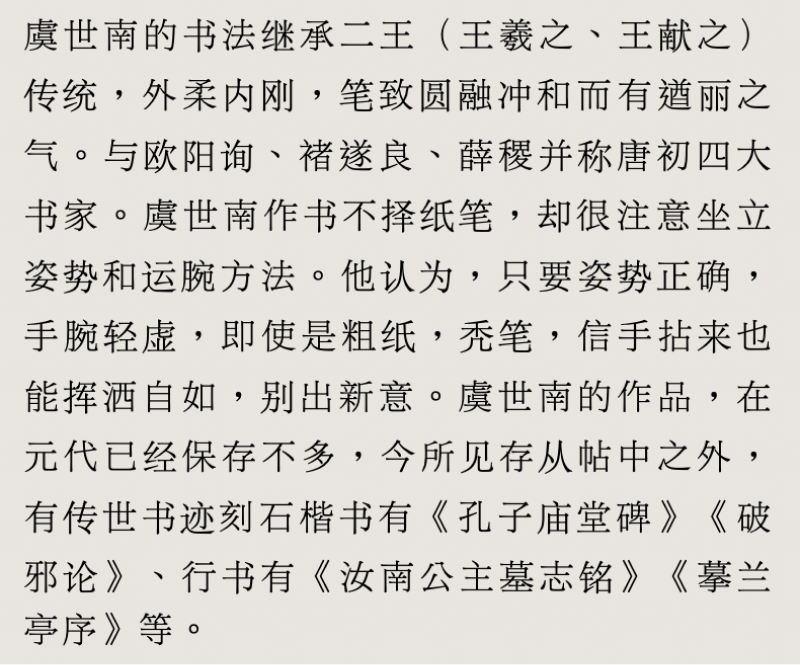 虞世南的书法继承二王（王羲之、王献之）
传统，外柔内刚，笔致圆融冲和而有遒丽之
气。与欧阳询、褚遂良、薛稷并称唐初四大
书家。虞世南作书不择纸笔，却很注意坐立
姿势和运腕方法。他认为，只要姿势正确，
手腕轻虚，即使是粗纸，秃笔，信手拈来也
能挥洒自如，别出新意。虞世南的作品，在
元代已经保存不多，今所见存从帖中之外，
有传世书迹刻石楷书有《孔子庙堂碑》《破
邪论》、行书有《汝南公主墓志铭》《摹兰
亭序》等。